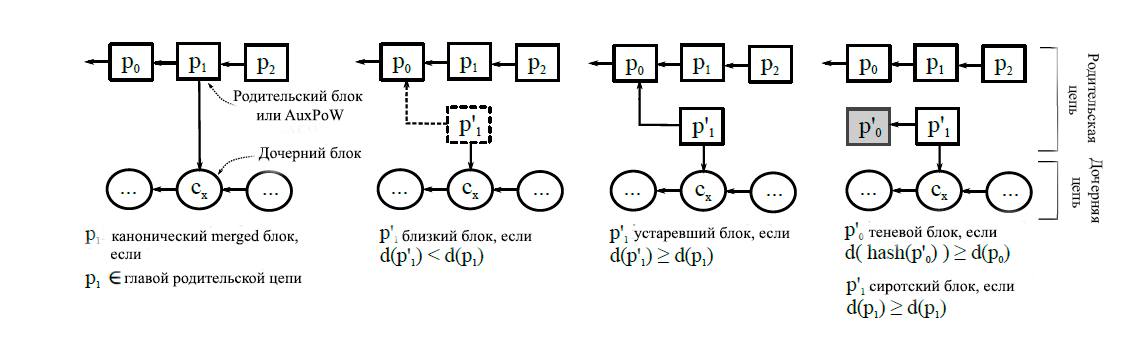 p₀ p₁ p₂
p₀ p₁ p₂
p₀ p₁ p₂
p₀ p₁ p₂
Родительский блок
или AuxPoW
p'₁
p'₁
p'₀ p'₁
Родительская
цепь
Дочерний блок
... cₓ ...
... cₓ ...
... cₓ ...
... cₓ ...
Дочерняя
цепь
p₁ канонический merged блок,
если
p₁ ∈ главой родительской цепи
p'₁ близкий блок, если
d(p'₁) < d(p₁)
p'₁ устаревший блок, если
d(p'₁) ≥ d(p₁)
p'₀ теневой блок, если
d( hash(p'₀) ) ≥ d(p₀)
p'₁ сиротский блок, если
d(p₁) ≥ d(p₁)